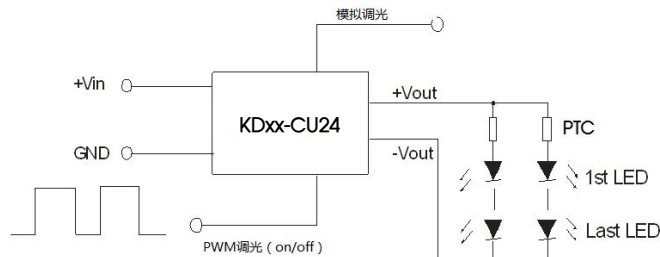 模拟调光
+Vin
+Vout
KDxx-CU24
PTC
GND
-Vout
1st LED
Last LED
PWM调光（on/off）